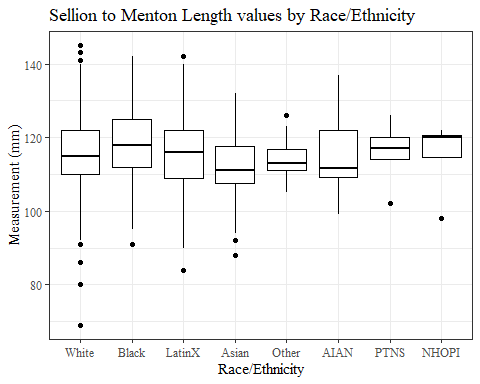 Sellion to Menton Length values by Race/Ethnicity
Measurement (mm)
140
120
100
80
White Black LatinX Asian Other AIAN PTNS NHOPI
Race/Ethnicity